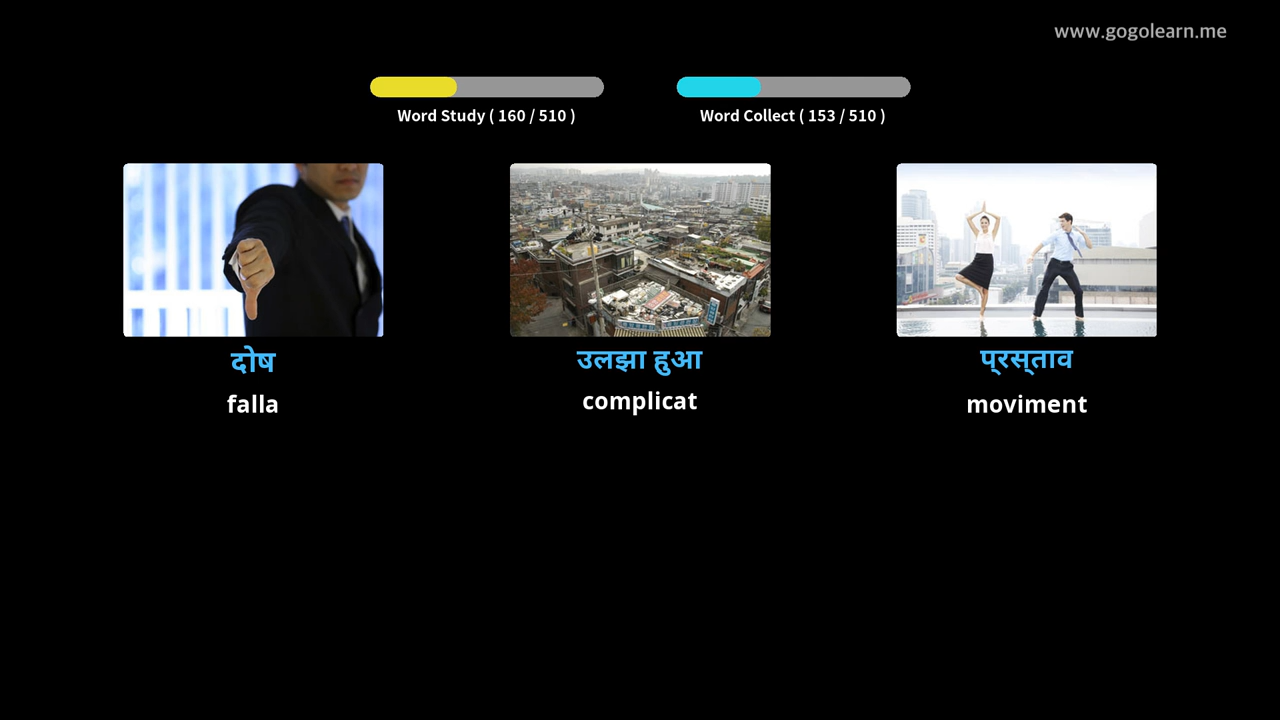 www.gogolearn.me
Word Study ( 160 / 510 )
Word Collect ( 153 / 510 )
दोष
उलझा हुआ
प्रस्ताव
falla
complicat
moviment